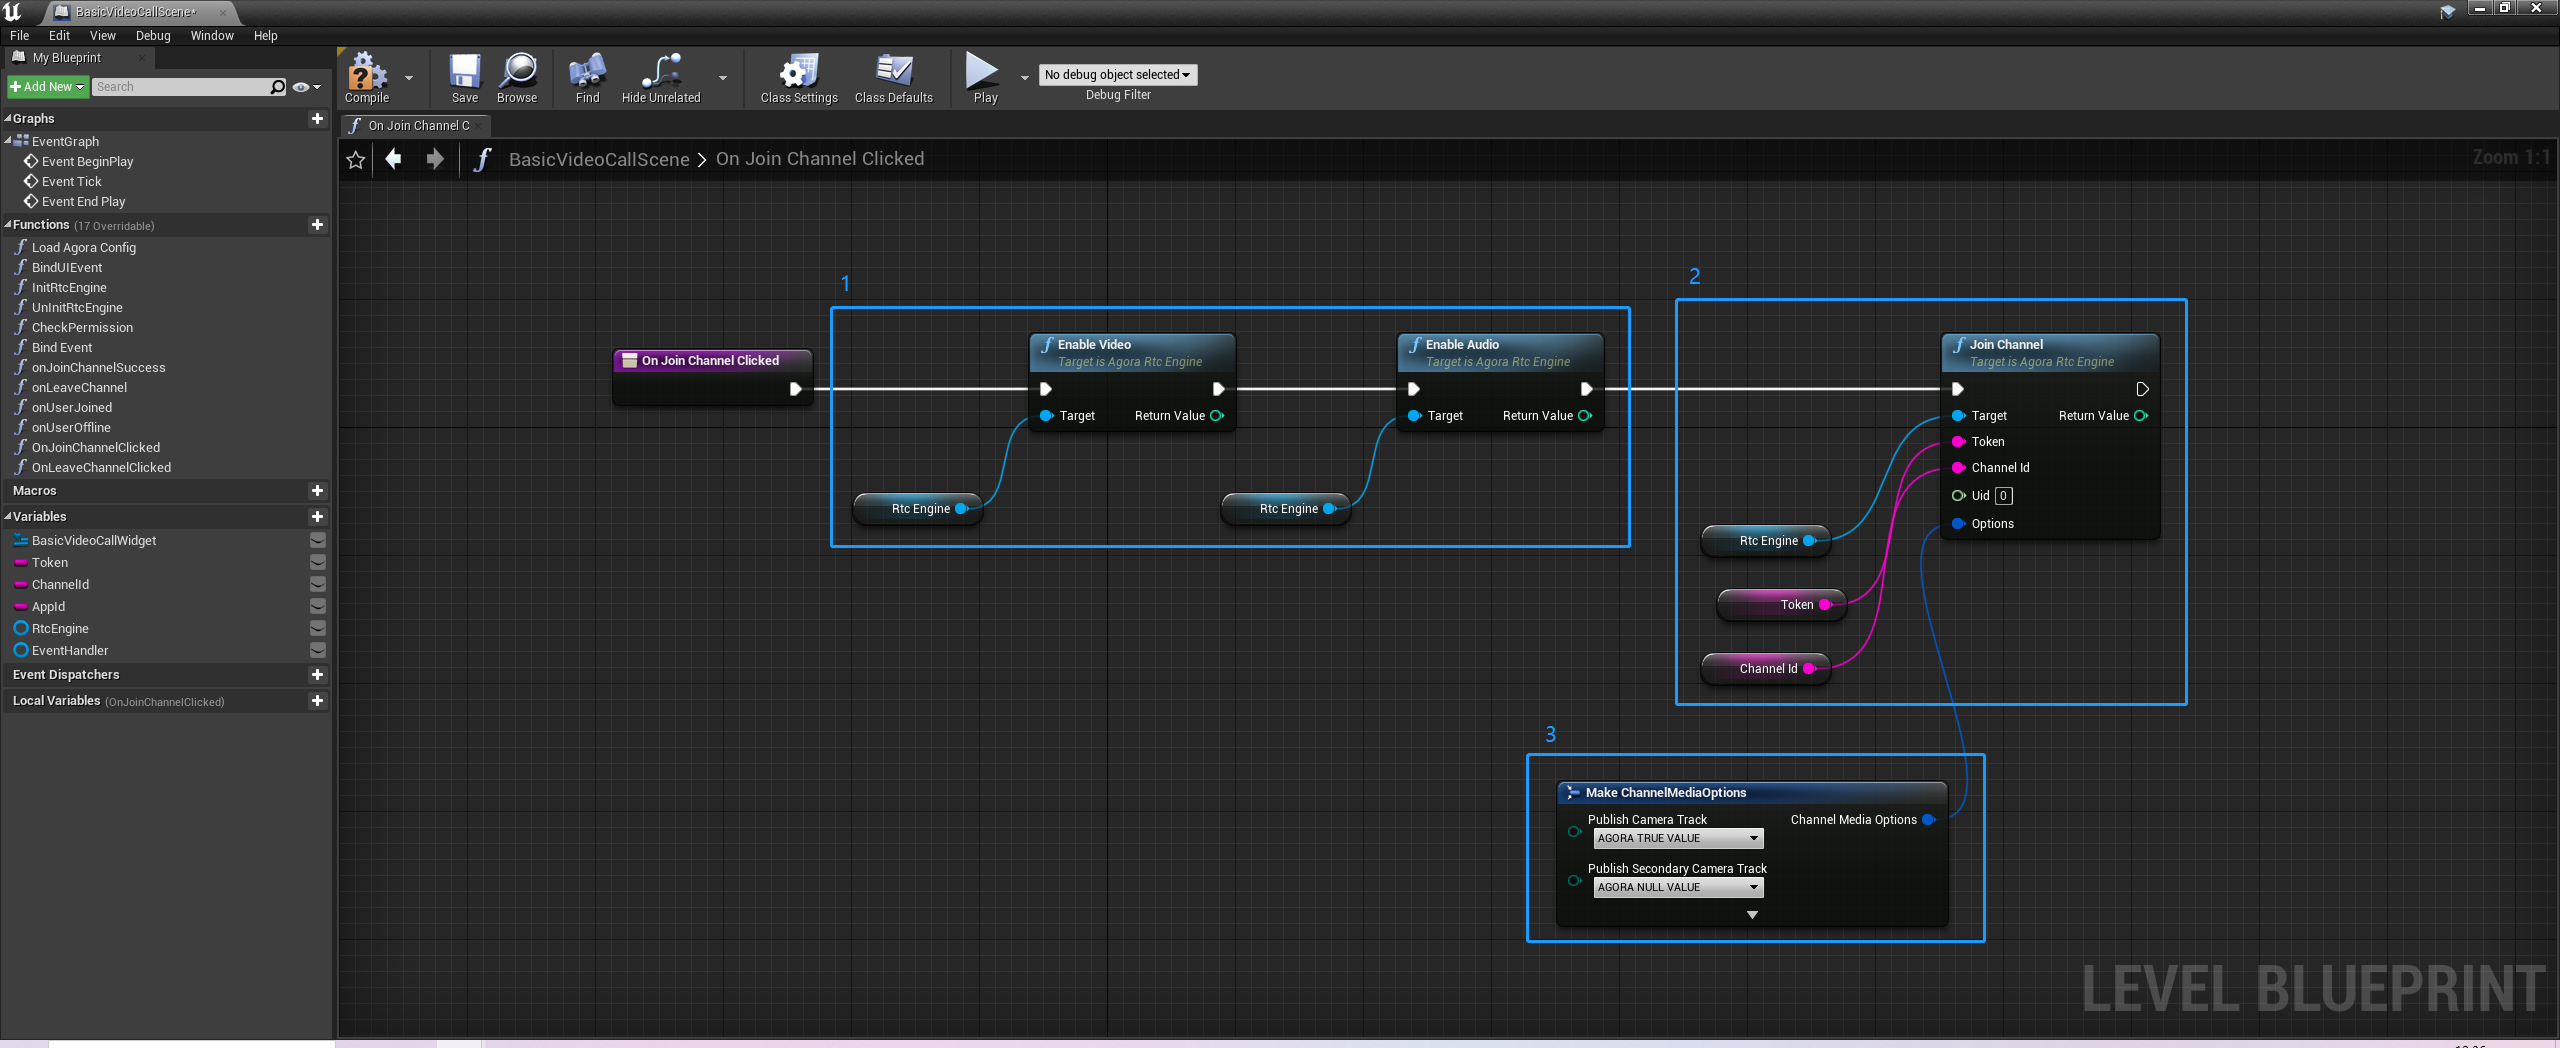 BasicVideoCallScene*
File Edit View Debug Window Help
My Blueprint
Add New Search
Graphs
EventGraph
Event BeginPlay
Event Tick
Event End Play
Functions (17 Overridable)
Load Agora Config
BindUIEvent
InitRtcEngine
UnInitRtcEngine
CheckPermission
Bind Event
onJoinChannelSuccess
onLeaveChannel
onUserJoined
onUserOffline
OnJoinChannelClicked
OnLeaveChannelClicked
Macros
Variables
BasicVideoCallWidget
Token
ChannelId
AppId
RtcEngine
EventHandler
Event Dispatchers
Local Variables (OnJoinChannelClicked)
Compile Save Browse Find Hide Unrelated Class Settings Class Defaults Play
No debug object selected
Debug Filter
On Join Channel C
BasicVideoCallScene > On Join Channel Clicked
Zoom 1:1
1
On Join Channel Clicked
Enable Video
Target is Agora Rtc Engine
Target Return Value
Rtc Engine
Enable Audio
Target is Agora Rtc Engine
Target Return Value
Rtc Engine
2
Join Channel
Target is Agora Rtc Engine
Target Return Value
Token
Channel Id
Uid 0
Options
Rtc Engine
Token
Channel Id
3
Make ChannelMediaOptions
Publish Camera Track Channel Media Options
AGORA TRUE VALUE
Publish Secondary Camera Track
AGORA NULL VALUE
LEVEL BLUEPRINT